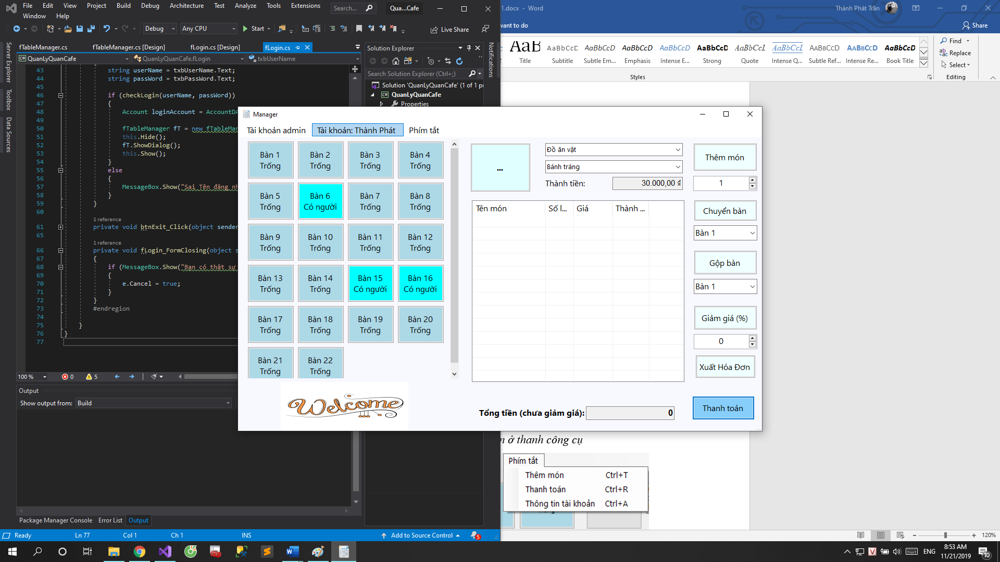 File Edit View Project Build Debug Architecture Test Analyze Tools Extensions
Search... Qua...Cafe
Window Help
Debug Any CPU Start Live Share
fTableManager.cs fTableManager.cs [Design] fLogin.cs [Design] fLogin.cs
QuanLyQuanCafe QuanLyQuanCafe.fLogin txbUserName
Server Explorer
Toolbox
Data Sources
43 string userName = txbUserName.Text;
44 string passWord = txbPassWord.Text;
45
46 if (checkLogin(userName, passWord))
47 {
48 Account loginAccount = AccountDA
49
50 fTableManager fT = new fTableMan
51 this.Hide();
52 fT.ShowDialog();
53 this.Show();
54 }
55 else
56 {
57 MessageBox.Show("Sai Tên đăng nh
58 }
59 }
60
1 reference
61 private void btnExit_Click(object sender
65
1 reference
66 private void fLogin_FormClosing(object s
67 {
68 if (MessageBox.Show("Bạn có thật sự
69 {
70 e.Cancel = true;
71 }
72 }
73 #endregion
74
75 }
76 }
77
100 % 0 5
Output
Show output from: Build
Package Manager Console Error List Output
Ready Ln 77 Col 1 Ch 1 INS Add to Source Control 5
Solution Explorer
Search Solution Explorer (Ctrl+;)
Solution 'QuanLyQuanCafe' (1 of 1 pr
C# QuanLyQuanCafe
Properties
Notifications
1.docx - Word Thành Phát Trần
want to do Share
AaB AaBbCcD AaBbCcD AaBbCcD AaBbCcD AaBbCcD AaBbCcL AaBbCcL AaBbCcD AaBbCcD AaBbCcD
Title Subtitle Subtle Em... Emphasis Intense E... Strong Quote Intense Q... Subtle Ref... Intense Re... Book Title
Styles
Find
Replace
Select
Editing
Manager
Tài khoản admin Tài khoản: Thành Phát Phím tắt
Bàn 1 Trống
Bàn 2 Trống
Bàn 3 Trống
Bàn 4 Trống
Bàn 5 Trống
Bàn 6 Có người
Bàn 7 Trống
Bàn 8 Trống
Bàn 9 Trống
Bàn 10 Trống
Bàn 11 Trống
Bàn 12 Trống
Bàn 13 Trống
Bàn 14 Trống
Bàn 15 Có người
Bàn 16 Có người
Bàn 17 Trống
Bàn 18 Trống
Bàn 19 Trống
Bàn 20 Trống
Bàn 21 Trống
Bàn 22 Trống
Welcome
...
Đồ ăn vặt
Bánh tráng
Thành tiền: 30.000,00 ₫
Tên món Số l... Giá Thành ...
Tổng tiền (chưa giảm giá): 0
Thêm món
1
Chuyển bàn
Bàn 1
Gộp bàn
Bàn 1
Giảm giá (%)
0
Xuất Hóa Đơn
Thanh toán
n ở thanh công cụ
Phím tắt
Thêm món Ctrl+T
Thanh toán Ctrl+R
Thông tin tài khoản Ctrl+A
120%
ENG 8:53 AM
11/21/2019 10